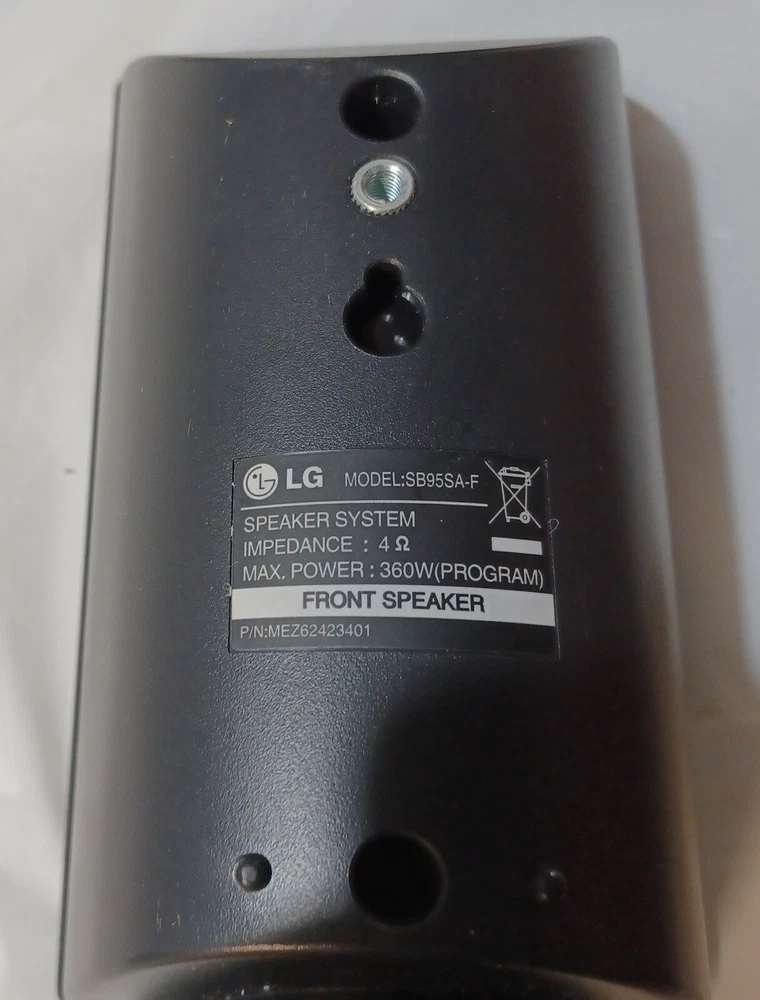 LG MODEL:SB95SA-F
SPEAKER SYSTEM
IMPEDANCE : 4 Ω
MAX. POWER : 360W(PROGRAM)
FRONT SPEAKER
P/N:MEZ62423401